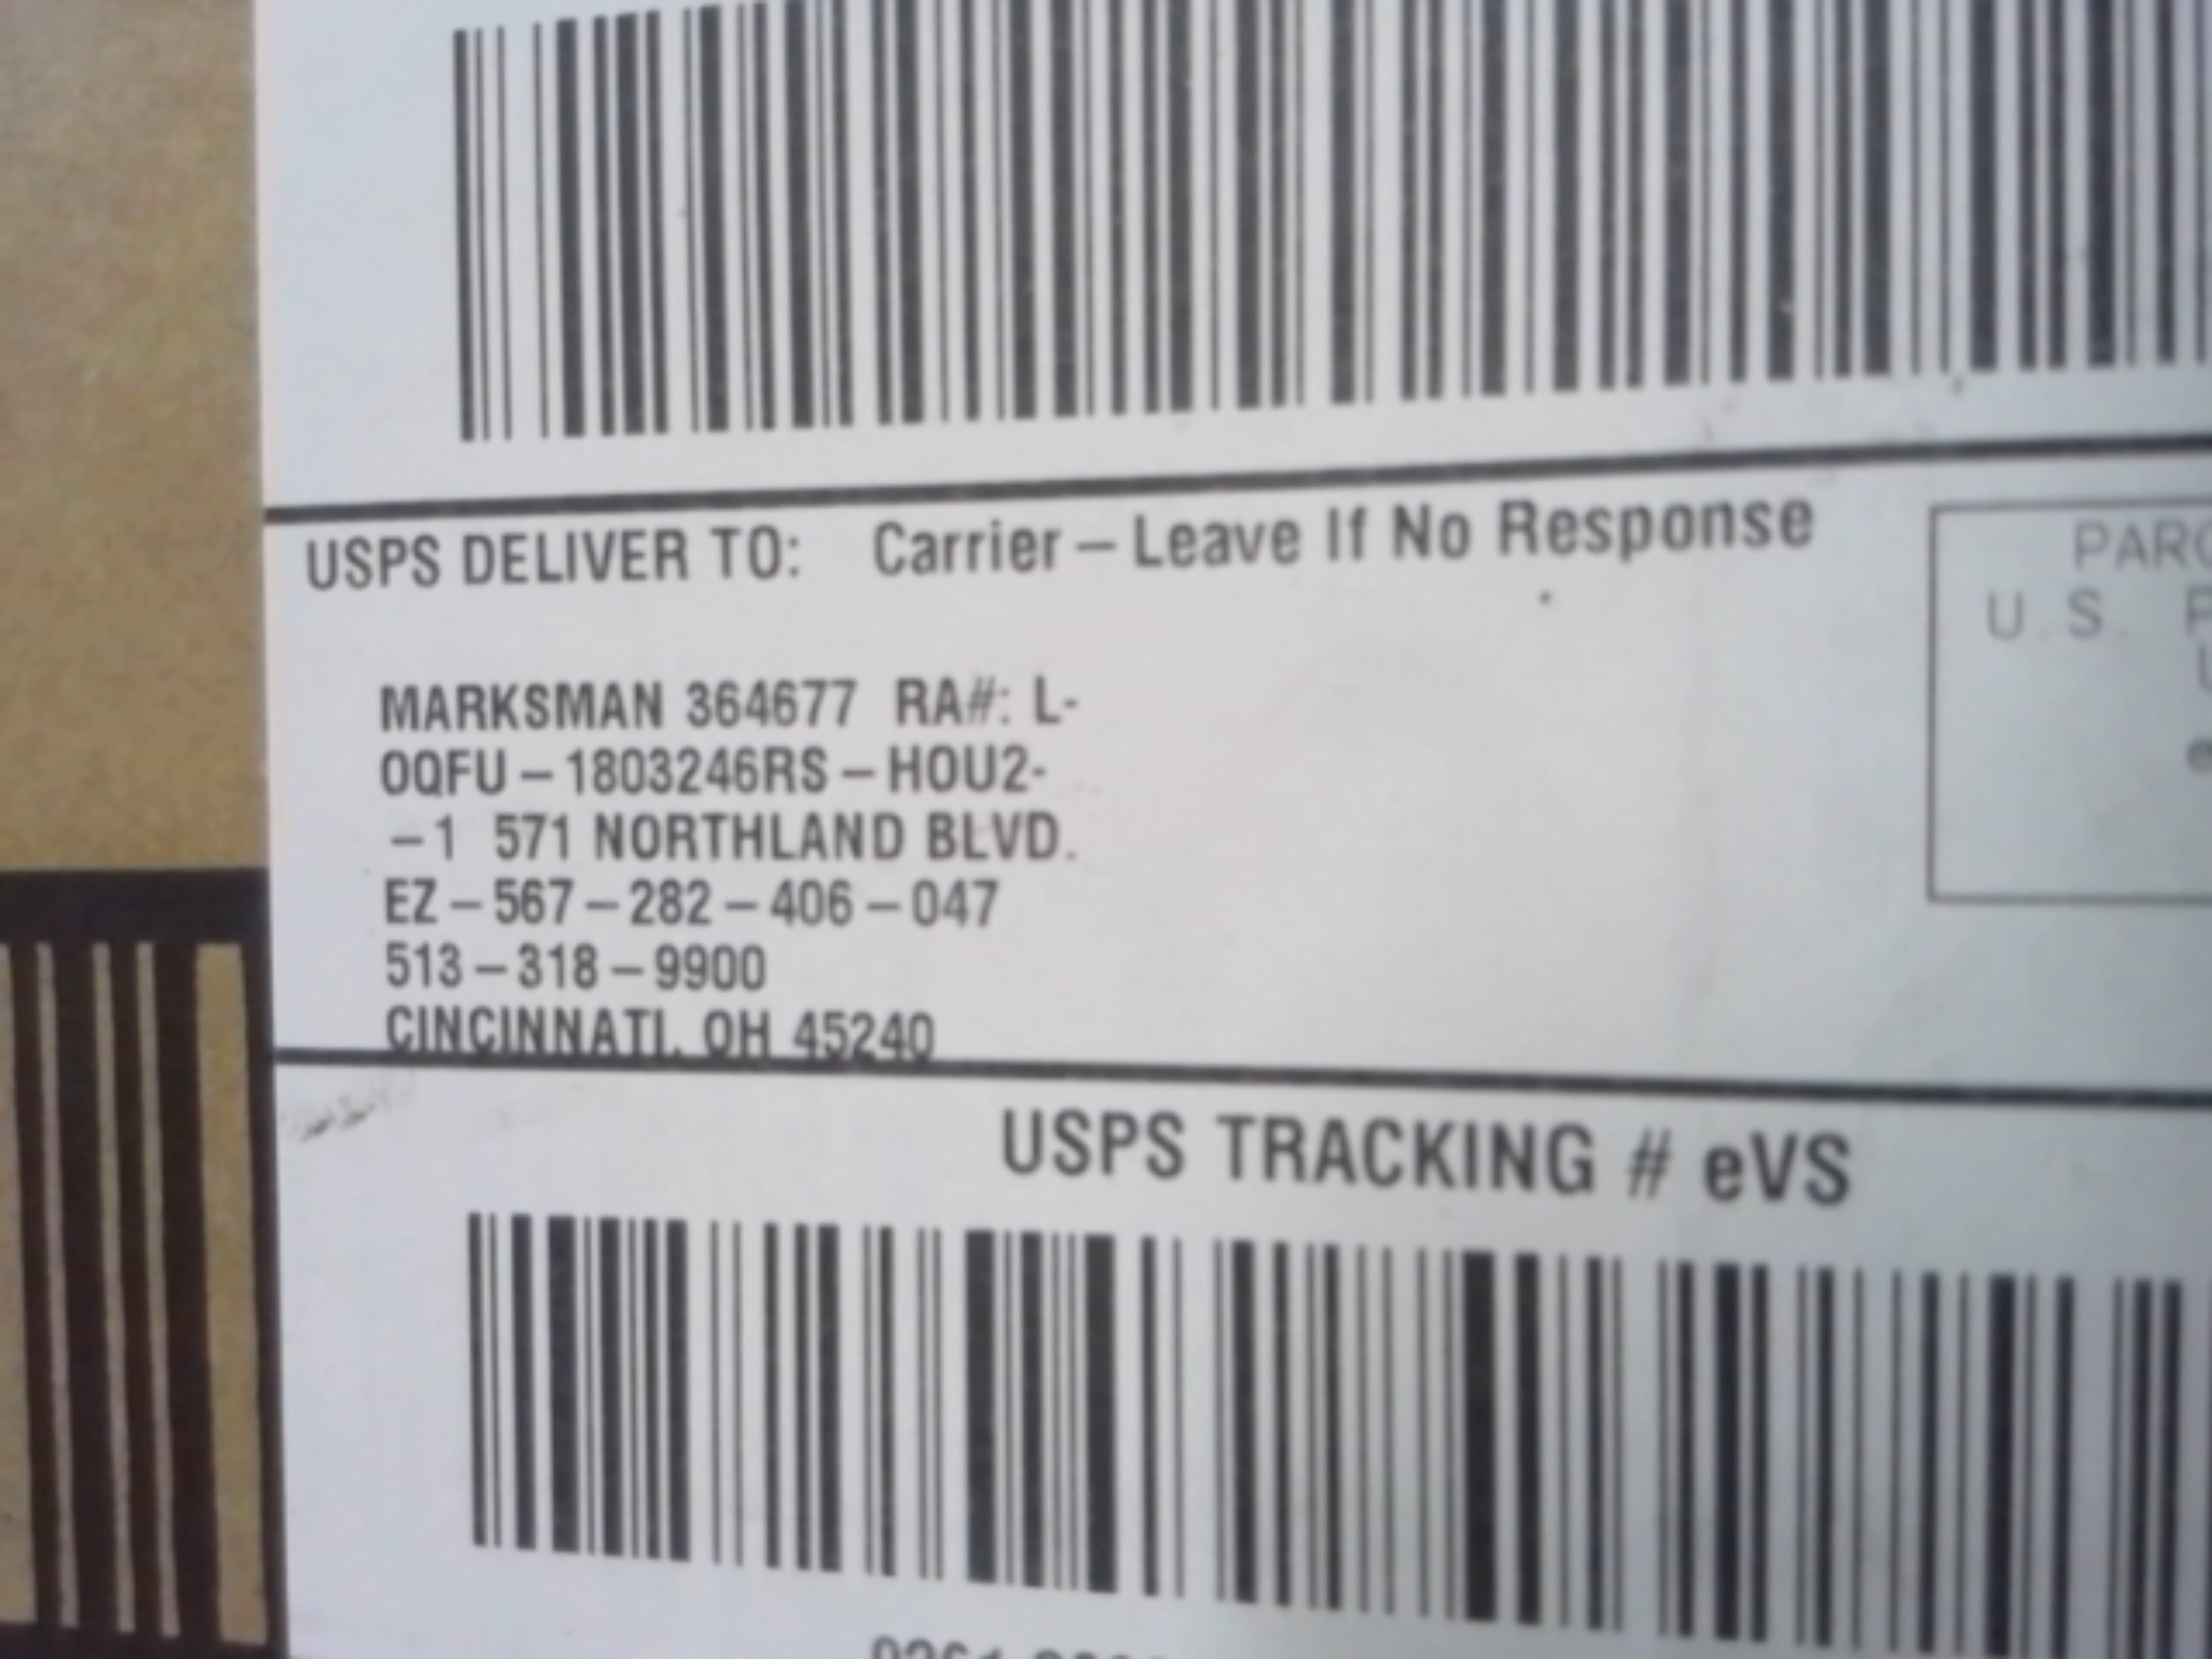 USPS DELIVER TO: Carrier – Leave If No Response
MARKSMAN 364677 RA#: L-
OQFU – 1803246RS – HOU2-
– 1 571 NORTHLAND BLVD.
EZ – 567 – 282 – 406 – 047
513 – 318 – 9900
CINCINNATI, OH 45240
U. S.
USPS TRACKING # eVS